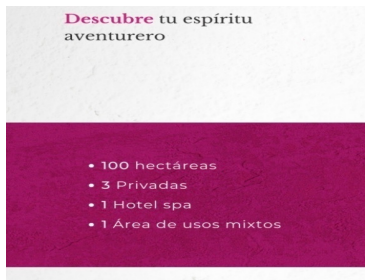 Descubre tu espíritu
aventurero
• 100 hectáreas
• 3 Privadas
• 1 Hotel spa
• 1 Área de usos mixtos